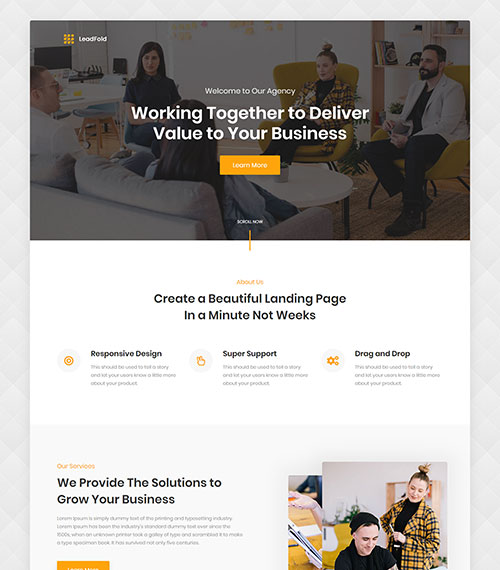 LeadFold
Welcome to Our Agency
Working Together to Deliver
Value to Your Business
Learn More
SCROLL NOW
About Us
Create a Beautiful Landing Page
In a Minute Not Weeks
Responsive Design
This should be used to tell a story
and let your users know a little more
about your product.
Super Support
This should be used to tell a story
and let your users know a little more
about your product.
Drag and Drop
This should be used to tell a story
and let your users know a little more
about your product.
Our Services
We Provide The Solutions to
Grow Your Business
Lorem Ipsum is simply dummy text of the printing and typesetting industry.
Lorem Ipsum has been the industry's standard dummy text ever since the
1500s, when an unknown printer took a galley of type and scrambled it to make
a type specimen book. It has survived not only five centuries.
Learn More